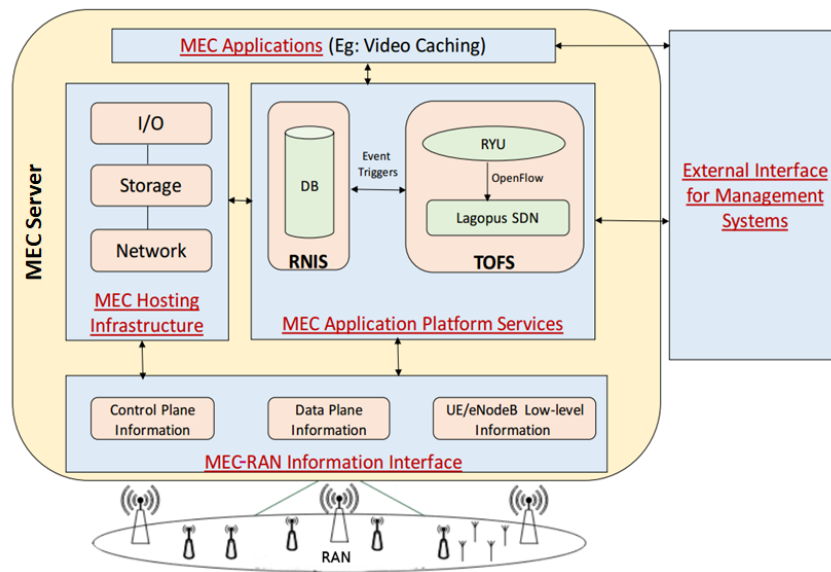 MEC Applications (Eg: Video Caching)
MEC Server
I/O
Storage
Network
MEC Hosting
Infrastructure
DB
RNIS
Event
Triggers
RYU
OpenFlow
Lagopus SDN
TOFS
MEC Application Platform Services
External Interface
for Management
Systems
Control Plane
Information
Data Plane
Information
UE/eNodeB Low-level
Information
MEC-RAN Information Interface
RAN